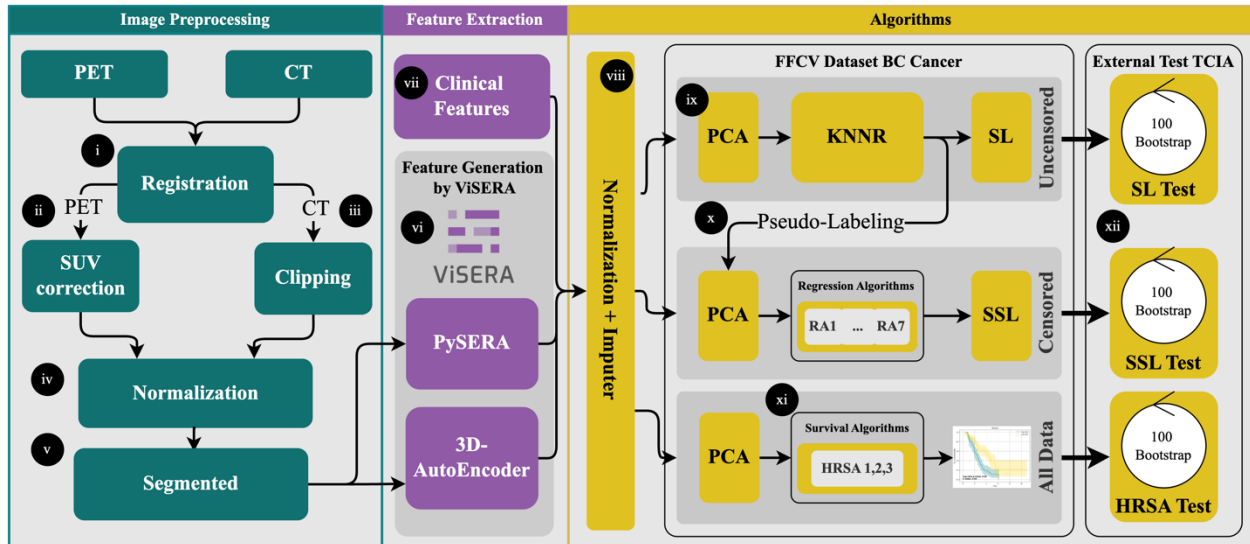 Image Preprocessing
Feature Extraction
Algorithms
PET
CT
i
Registration
ii
PET
CT
iii
SUV
correction
Clipping
iv
Normalization
v
Segmented
vii
Clinical
Features
Feature Generation
by ViSERA
vi
ViSERA
PySERA
3D-
AutoEncoder
viii
Normalization + Imputer
FFCV Dataset BC Cancer
ix
PCA
KNNR
SL
Uncensored
x
Pseudo-Labeling
PCA
Regression Algorithms
RA1 ... RA7
SSL
Censored
xi
PCA
Survival Algorithms
HRSA 1,2,3
All Data
External Test TCIA
100
Bootstrap
SL Test
xii
100
Bootstrap
SSL Test
100
Bootstrap
HRSA Test